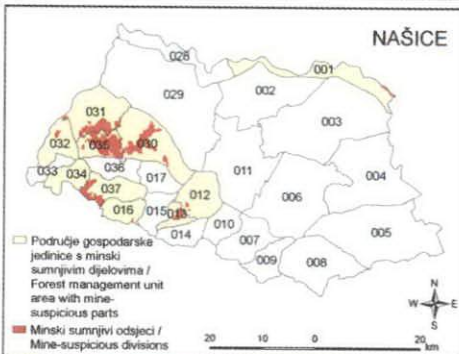 NAŠICE
028
001
029
002
031
003
032
035
030
004
033
034
036
017
011
037
012
006
016
015
013
010
005
014
007
009
008
Područje gospodarske
jedinice s minski
sumnjivim dijelovima /
Forest management unit
area with mine-
suspicious parts
Minski sumnjivi odsjeci /
Mine-suspicious divisions
N
W E
S
20 10 0 20
km